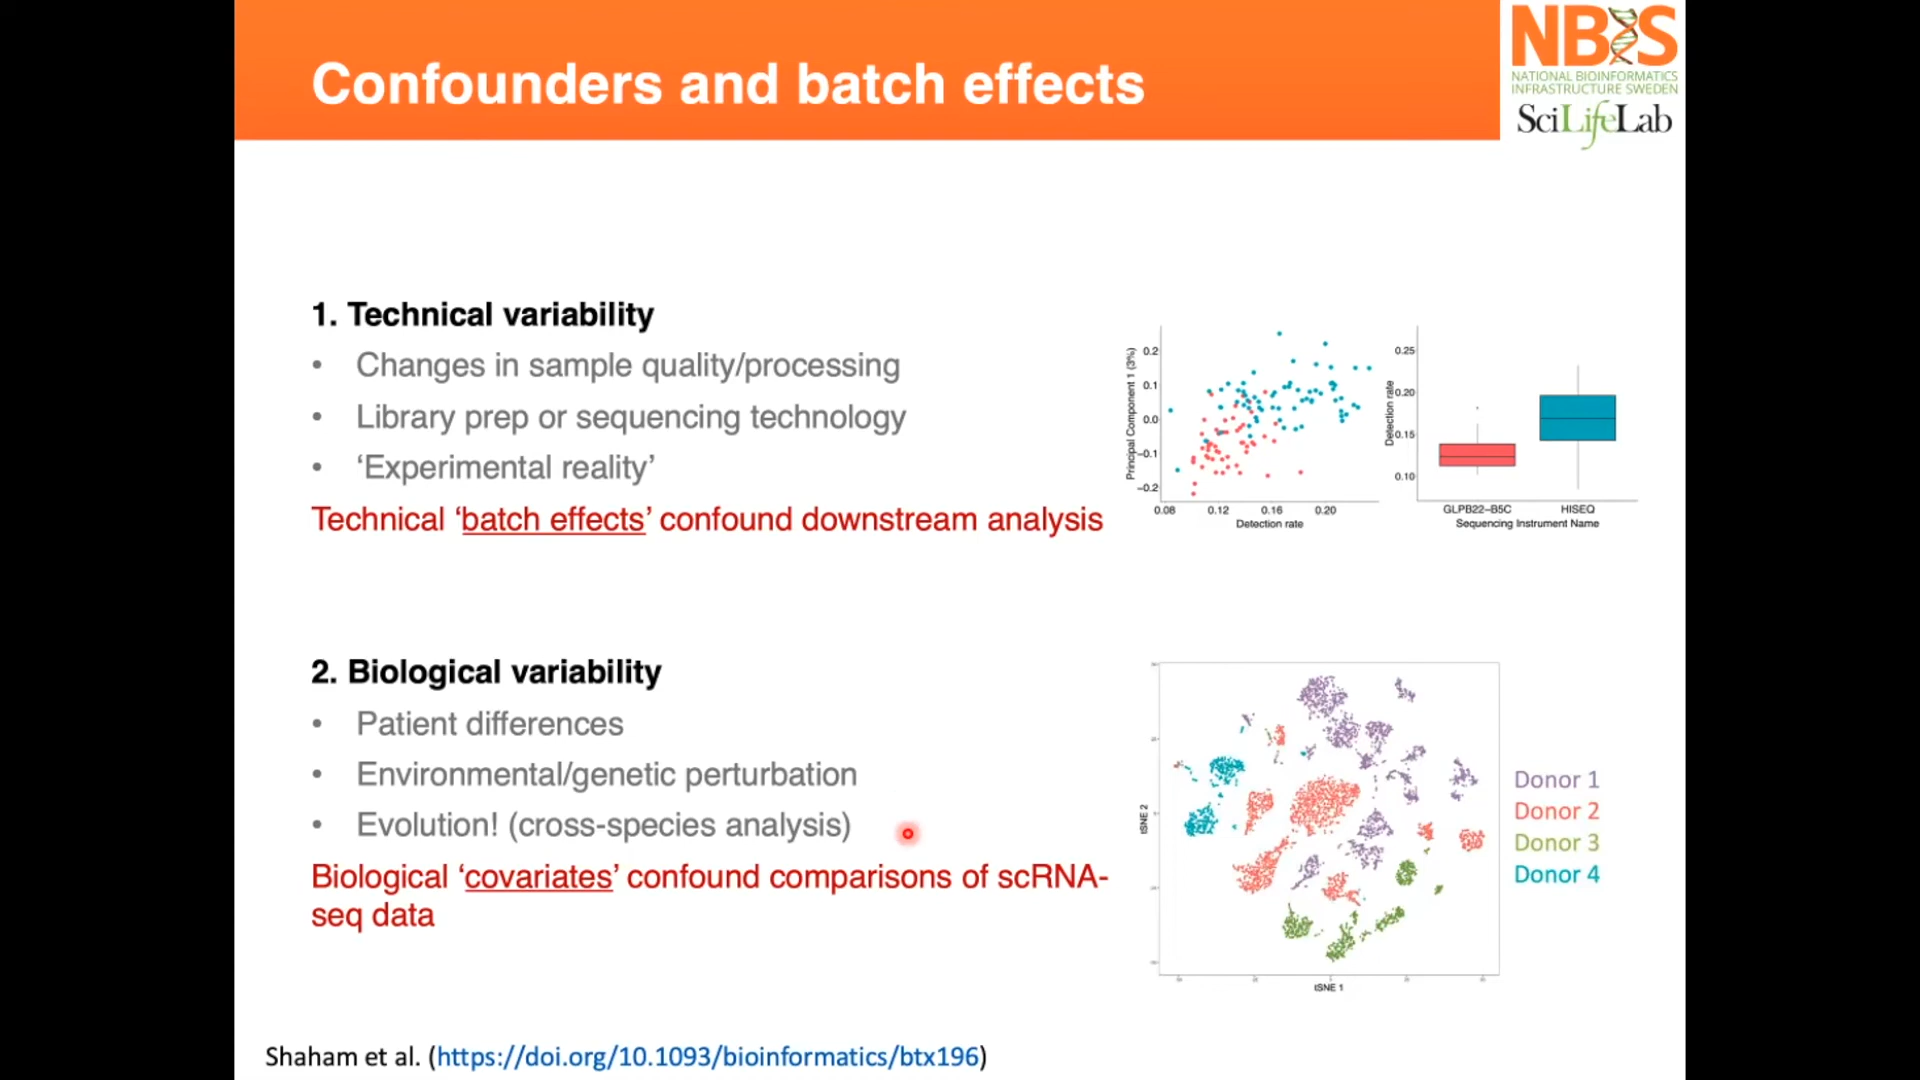 Confounders and batch effects
NBIS
NATIONAL BIOINFORMATICS
INFRASTRUCTURE SWEDEN
SciLifeLab
1. Technical variability
• Changes in sample quality/processing
• Library prep or sequencing technology
• ‘Experimental reality’
Technical ‘batch effects’ confound downstream analysis
Principal Component 1 (3%)
0.2
0.1
0.0
−0.1
−0.2
0.08 0.12 0.16 0.20
Detection rate
Detection rate
0.25
0.20
0.15
0.10
GLPB22−B5C HISEQ
Sequencing Instrument Name
2. Biological variability
• Patient differences
• Environmental/genetic perturbation
• Evolution! (cross-species analysis)
Biological ‘covariates’ confound comparisons of scRNA-
seq data
tSNE 2
tSNE 1
Donor 1
Donor 2
Donor 3
Donor 4
Shaham et al. (https://doi.org/10.1093/bioinformatics/btx196)